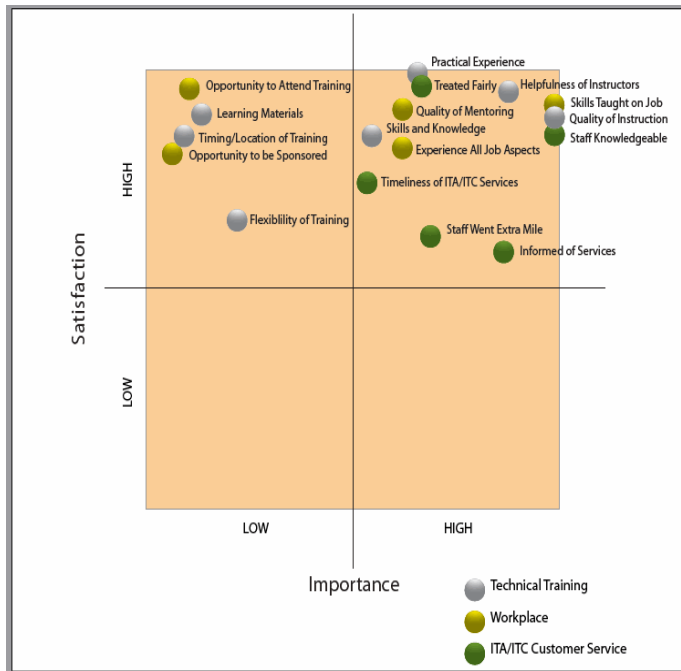 Practical Experience
Opportunity to Attend Training
Treated Fairly
Helpfulness of Instructors
Skills Taught on Job
Learning Materials
Quality of Mentoring
Quality of Instruction
Timing/Location of Training
Skills and Knowledge
Staff Knowledgeable
Opportunity to be Sponsored
Experience All Job Aspects
Timeliness of ITA/ITC Services
Flexiblility of Training
Staff Went Extra Mile
Informed of Services
HIGH
Satisfaction
LOW
LOW
HIGH
Importance
Technical Training
Workplace
ITA/ITC Customer Service